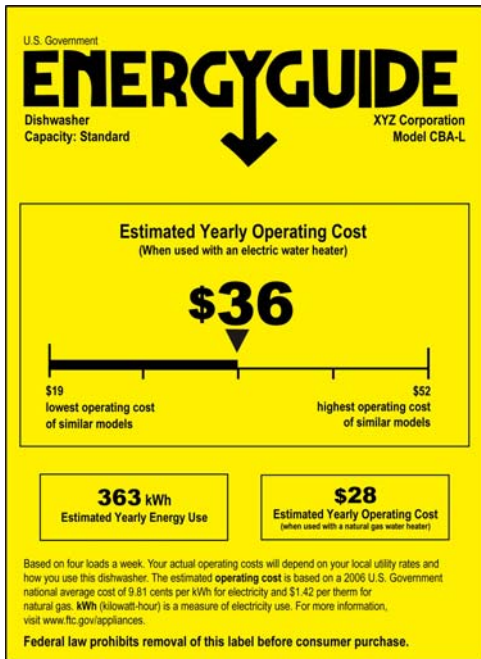 U.S. Government
ENERGYGUIDE
Dishwasher
Capacity: Standard
XYZ Corporation
Model CBA-L
Estimated Yearly Operating Cost
(When used with an electric water heater)
$36
$19
lowest operating cost
of similar models
$52
highest operating cost
of similar models
363 kWh
Estimated Yearly Energy Use
$28
Estimated Yearly Operating Cost
(when used with a natural gas water heater)
Based on four loads a week. Your actual operating costs will depend on your local utility rates and
how you use this dishwasher. The estimated operating cost is based on a 2006 U.S. Government
national average cost of 9.81 cents per kWh for electricity and $1.42 per therm for
natural gas. kWh (kilowatt-hour) is a measure of electricity use. For more information,
visit www.ftc.gov/appliances.
Federal law prohibits removal of this label before consumer purchase.